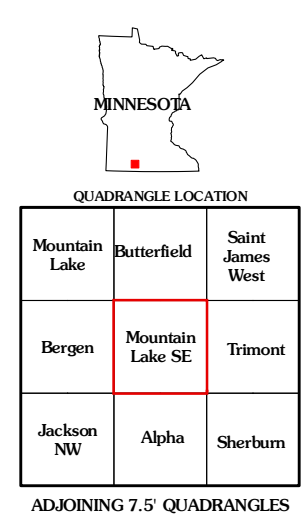 MINNESOTA
QUADRANGLE LOCATION
Mountain
Lake
Butterfield
Saint
James
West
Bergen
Mountain
Lake SE
Trimont
Jackson
NW
Alpha
Sherburn
ADJOINING 7.5' QUADRANGLES